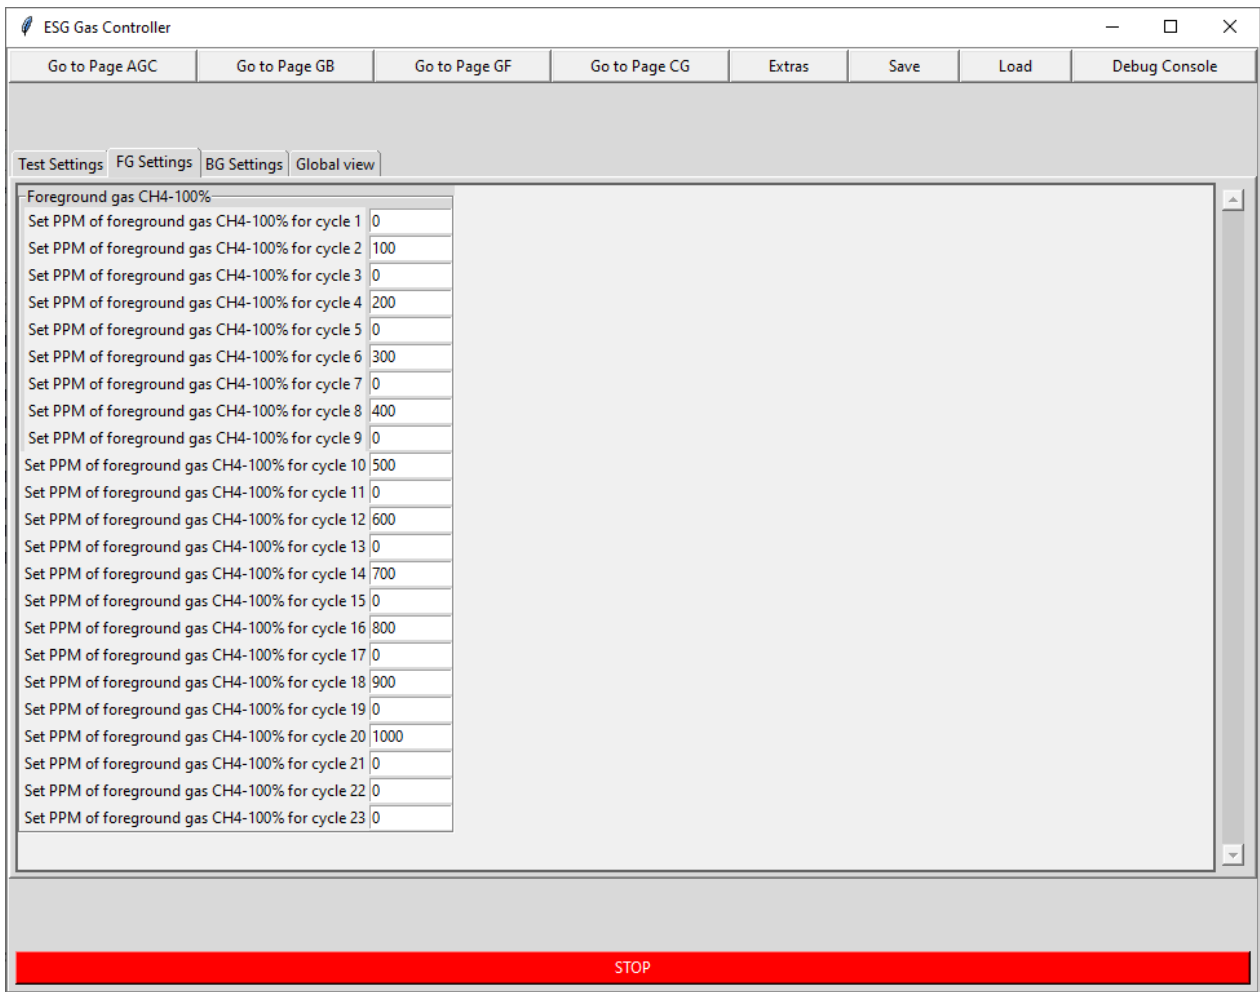 ESG Gas Controller
Go to Page AGC Go to Page GB Go to Page GF Go to Page CG Extras Save Load Debug Console
Test Settings FG Settings BG Settings Global view
Foreground gas CH4-100%
Set PPM of foreground gas CH4-100% for cycle 1 0
Set PPM of foreground gas CH4-100% for cycle 2 100
Set PPM of foreground gas CH4-100% for cycle 3 0
Set PPM of foreground gas CH4-100% for cycle 4 200
Set PPM of foreground gas CH4-100% for cycle 5 0
Set PPM of foreground gas CH4-100% for cycle 6 300
Set PPM of foreground gas CH4-100% for cycle 7 0
Set PPM of foreground gas CH4-100% for cycle 8 400
Set PPM of foreground gas CH4-100% for cycle 9 0
Set PPM of foreground gas CH4-100% for cycle 10 500
Set PPM of foreground gas CH4-100% for cycle 11 0
Set PPM of foreground gas CH4-100% for cycle 12 600
Set PPM of foreground gas CH4-100% for cycle 13 0
Set PPM of foreground gas CH4-100% for cycle 14 700
Set PPM of foreground gas CH4-100% for cycle 15 0
Set PPM of foreground gas CH4-100% for cycle 16 800
Set PPM of foreground gas CH4-100% for cycle 17 0
Set PPM of foreground gas CH4-100% for cycle 18 900
Set PPM of foreground gas CH4-100% for cycle 19 0
Set PPM of foreground gas CH4-100% for cycle 20 1000
Set PPM of foreground gas CH4-100% for cycle 21 0
Set PPM of foreground gas CH4-100% for cycle 22 0
Set PPM of foreground gas CH4-100% for cycle 23 0
STOP